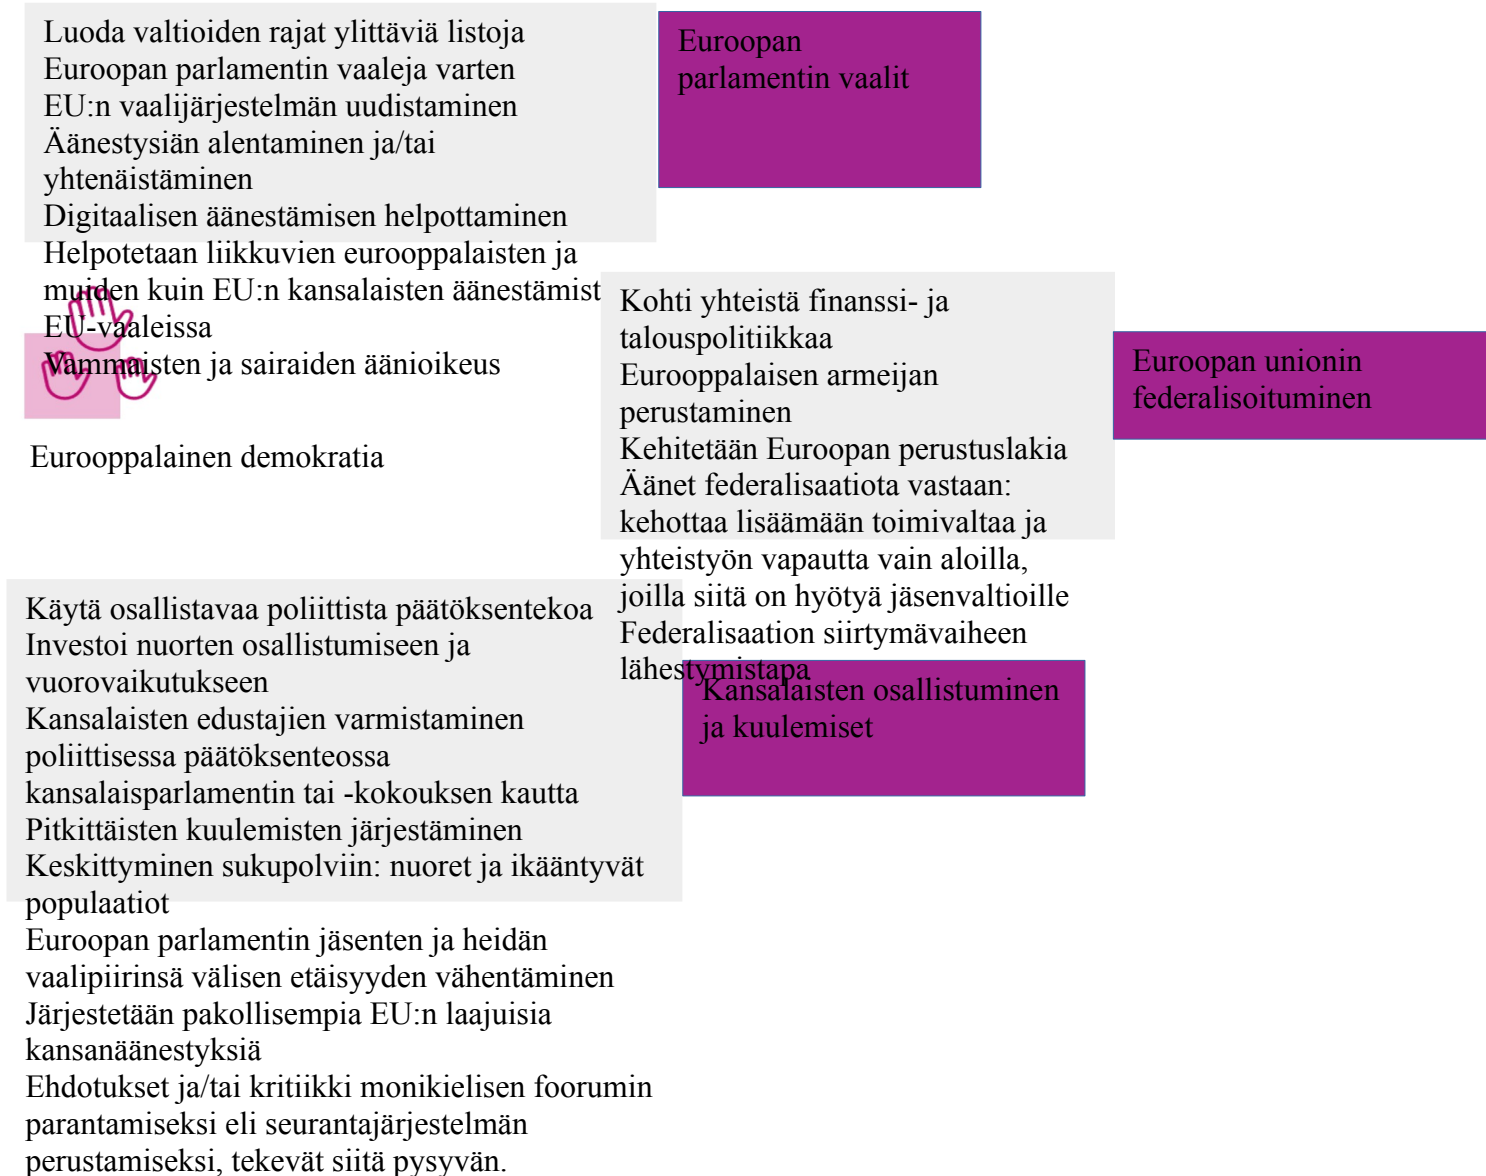 Luoda valtioiden rajat ylittäviä listoja
Euroopan parlamentin vaaleja varten
EU:n vaalijärjestelmän uudistaminen
Äänestysiän alentaminen ja/tai
yhtenäistäminen
Digitaalisen äänestämisen helpottaminen
Helpotetaan liikkuvien eurooppalaisten ja
muiden kuin EU:n kansalaisten äänestämist
EU-vaaleissa
Vammaisten ja sairaiden äänioikeus
Euroopan
parlamentin vaalit
Eurooppalainen demokratia
Kohti yhteistä finanssi- ja
talouspolitiikkaa
Eurooppalaisen armeijan
perustaminen
Kehitetään Euroopan perustuslakia
Äänet federalisaatiota vastaan:
kehottaa lisäämään toimivaltaa ja
yhteistyön vapautta vain aloilla,
joilla siitä on hyötyä jäsenvaltioille
Federalisaation siirtymävaiheen
lähestymistapa
Euroopan unionin
federalisoituminen
Käytä osallistavaa poliittista päätöksentekoa
Investoi nuorten osallistumiseen ja
vuorovaikutukseen
Kansalaisten edustajien varmistaminen
poliittisessa päätöksenteossa
kansalaisparlamentin tai -kokouksen kautta
Pitkittäisten kuulemisten järjestäminen
Keskittyminen sukupolviin: nuoret ja ikääntyvät
populaatiot
Euroopan parlamentin jäsenten ja heidän
vaalipiirinsä välisen etäisyyden vähentäminen
Järjestetään pakollisempia EU:n laajuisia
kansanäänestyksiä
Ehdotukset ja/tai kritiikki monikielisen foorumin
parantamiseksi eli seurantajärjestelmän
perustamiseksi, tekevät siitä pysyvän.
Kansalaisten osallistuminen
ja kuulemiset